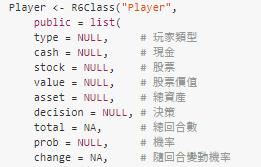 Player <- R6Class("Player",
public = list(
type = NULL, # 玩家類型
cash = NULL, # 現金
stock = NULL, # 股票
value = NULL, # 股票價值
asset = NULL, # 總資產
decision = NULL, # 決策
total = NA, # 總回合數
prob = NULL, # 機率
change = NA, # 隨回合變動機率